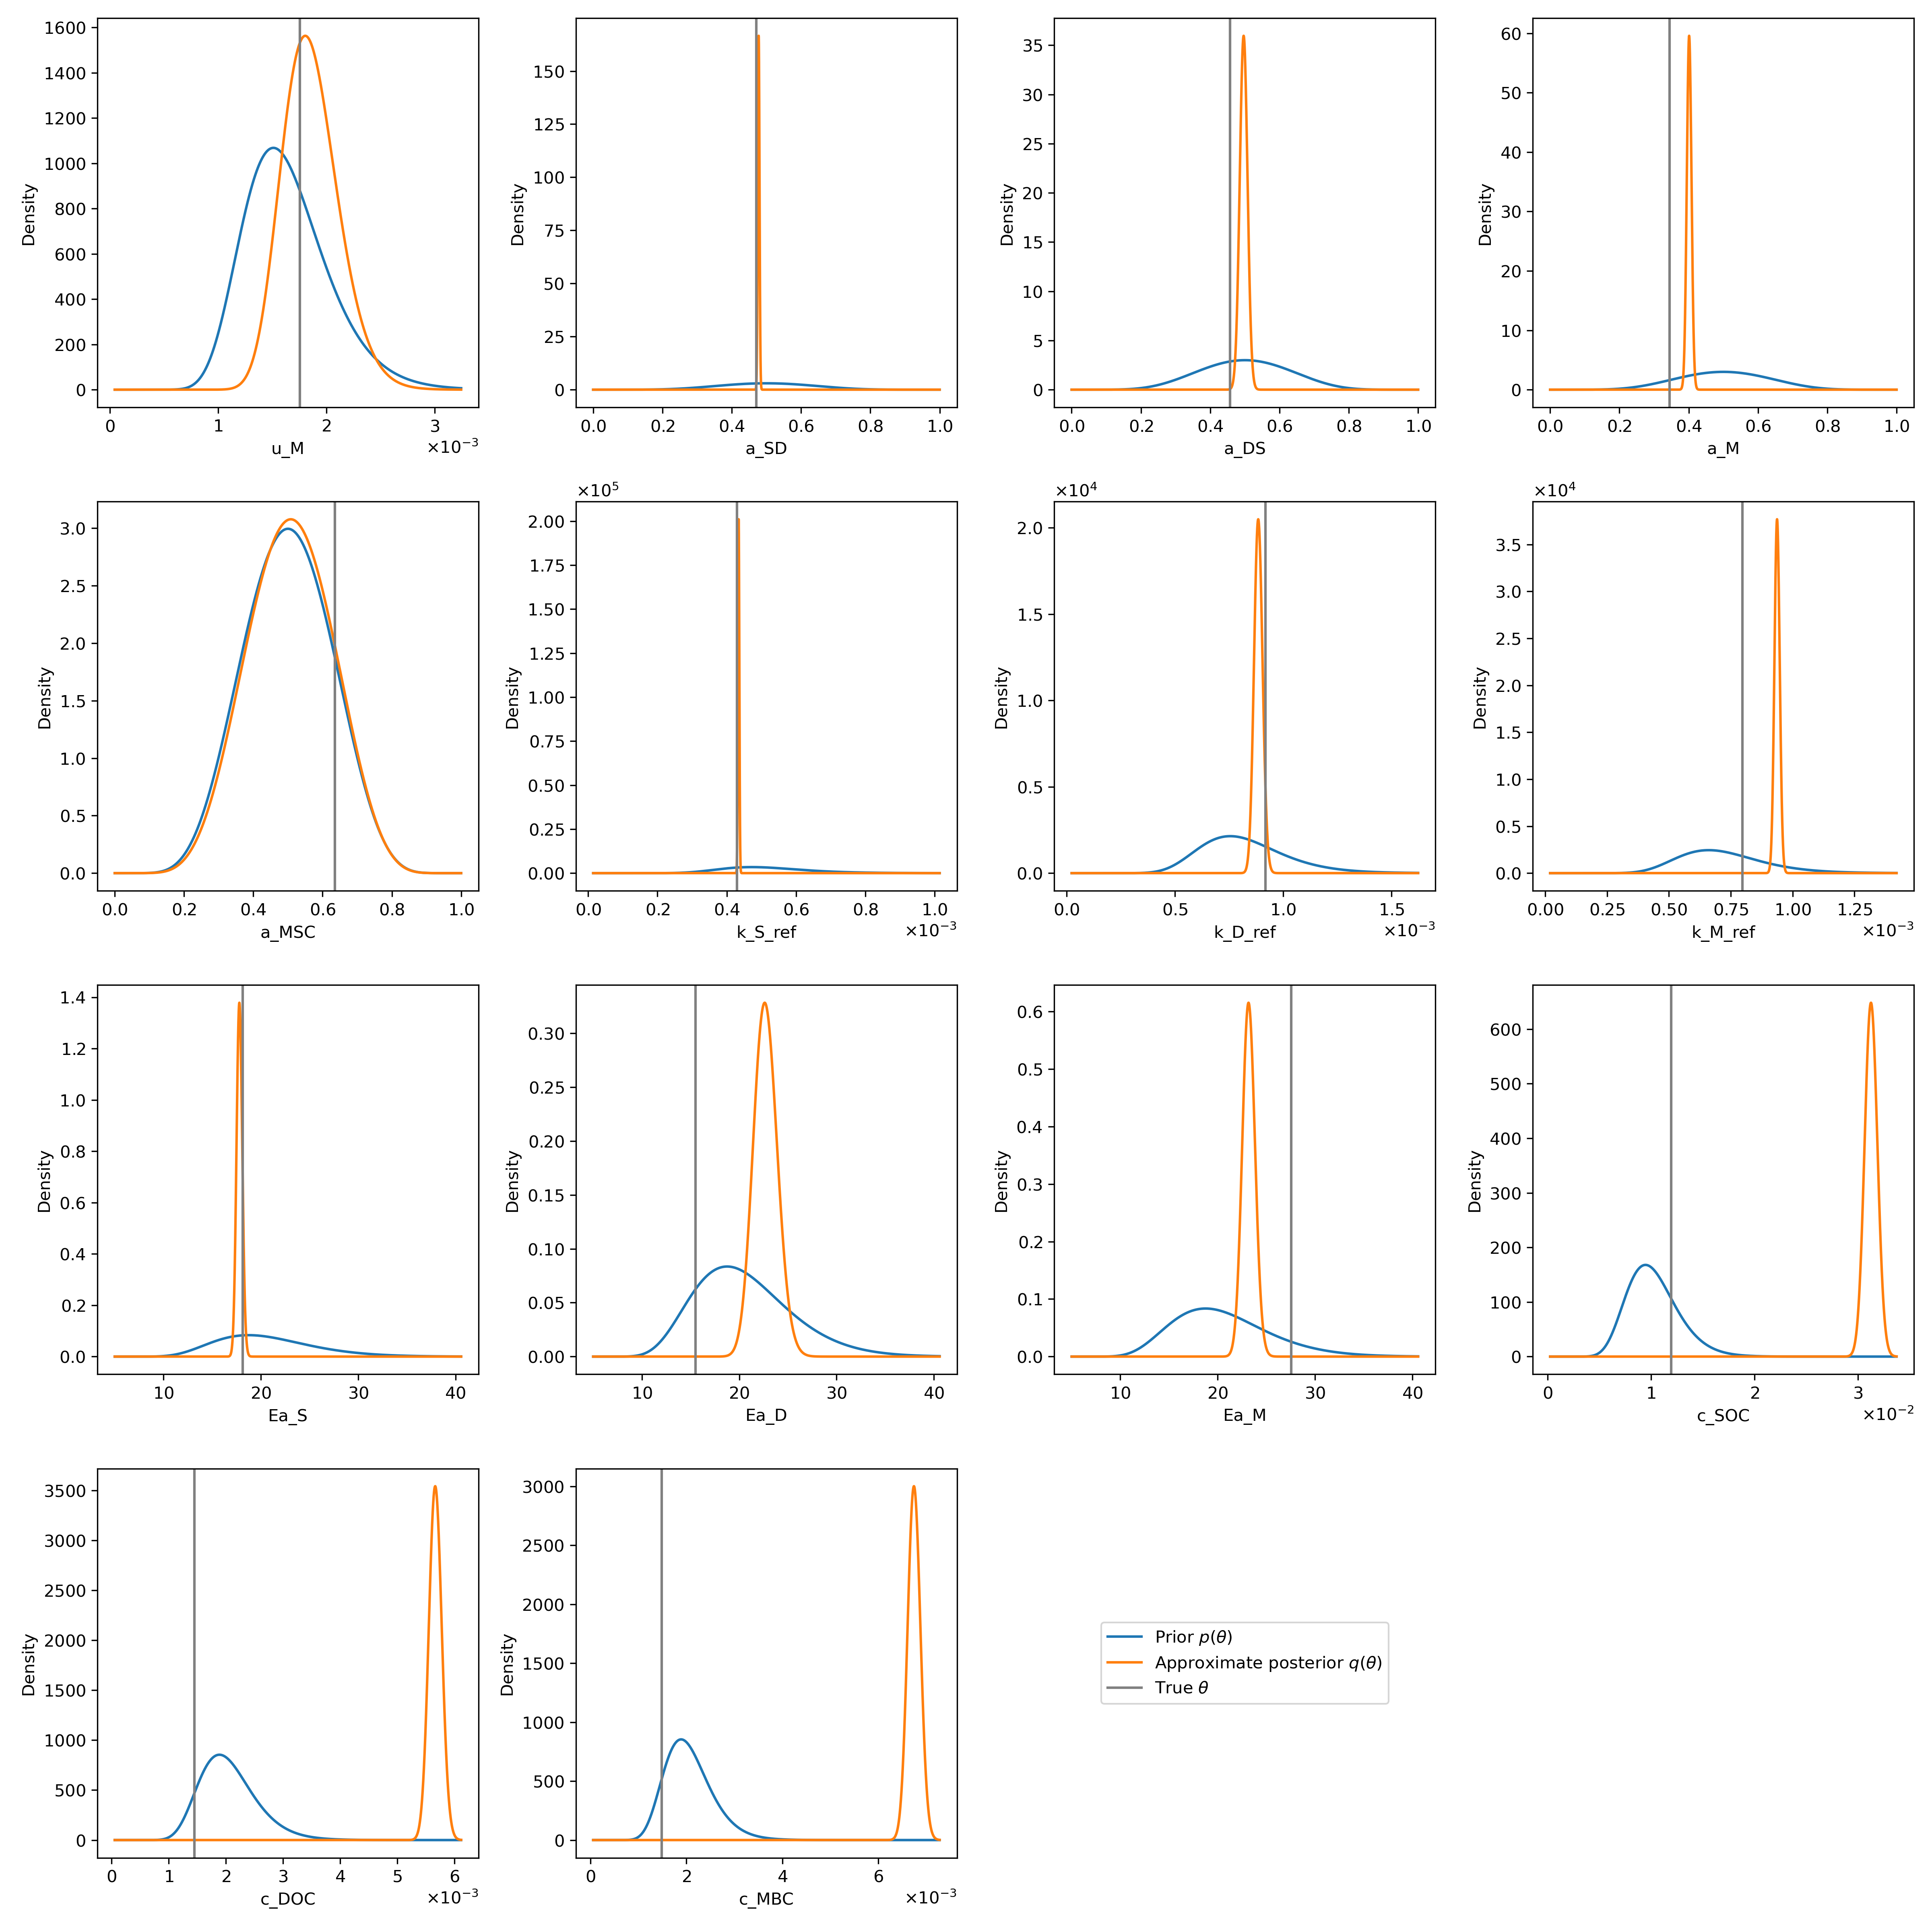 1600
1400
1200
1000
800
600
400
200
0
Density
0 1 2 3
×10⁻³
u_M
150
125
100
75
50
25
0
Density
0.0 0.2 0.4 0.6 0.8 1.0
a_SD
35
30
25
20
15
10
5
0
Density
0.0 0.2 0.4 0.6 0.8 1.0
a_DS
60
50
40
30
20
10
0
Density
0.0 0.2 0.4 0.6 0.8 1.0
a_M
3.0
2.5
2.0
1.5
1.0
0.5
0.0
Density
0.0 0.2 0.4 0.6 0.8 1.0
a_MSC
×10⁵
2.00
1.75
1.50
1.25
1.00
0.75
0.50
0.25
0.00
Density
0.0 0.2 0.4 0.6 0.8 1.0
×10⁻³
k_S_ref
×10⁴
2.0
1.5
1.0
0.5
0.0
Density
0.0 0.5 1.0 1.5
×10⁻³
k_D_ref
×10⁴
3.5
3.0
2.5
2.0
1.5
1.0
0.5
0.0
Density
0.00 0.25 0.50 0.75 1.00 1.25
×10⁻³
k_M_ref
1.4
1.2
1.0
0.8
0.6
0.4
0.2
0.0
Density
10 20 30 40
Ea_S
0.30
0.25
0.20
0.15
0.10
0.05
0.00
Density
10 20 30 40
Ea_D
0.6
0.5
0.4
0.3
0.2
0.1
0.0
Density
10 20 30 40
Ea_M
600
500
400
300
200
100
0
Density
0 1 2 3
×10⁻²
c_SOC
3500
3000
2500
2000
1500
1000
500
0
Density
0 1 2 3 4 5 6
×10⁻³
c_DOC
3000
2500
2000
1500
1000
500
0
Density
0 2 4 6
×10⁻³
c_MBC
Prior p(θ)
Approximate posterior q(θ)
True θ